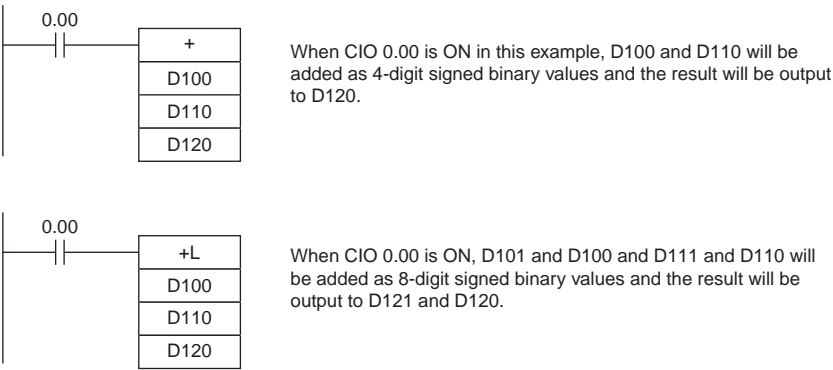 0.00
+
D100
D110
D120
When CIO 0.00 is ON in this example, D100 and D110 will be
added as 4-digit signed binary values and the result will be output
to D120.
0.00
+L
D100
D110
D120
When CIO 0.00 is ON, D101 and D100 and D111 and D110 will
be added as 8-digit signed binary values and the result will be
output to D121 and D120.